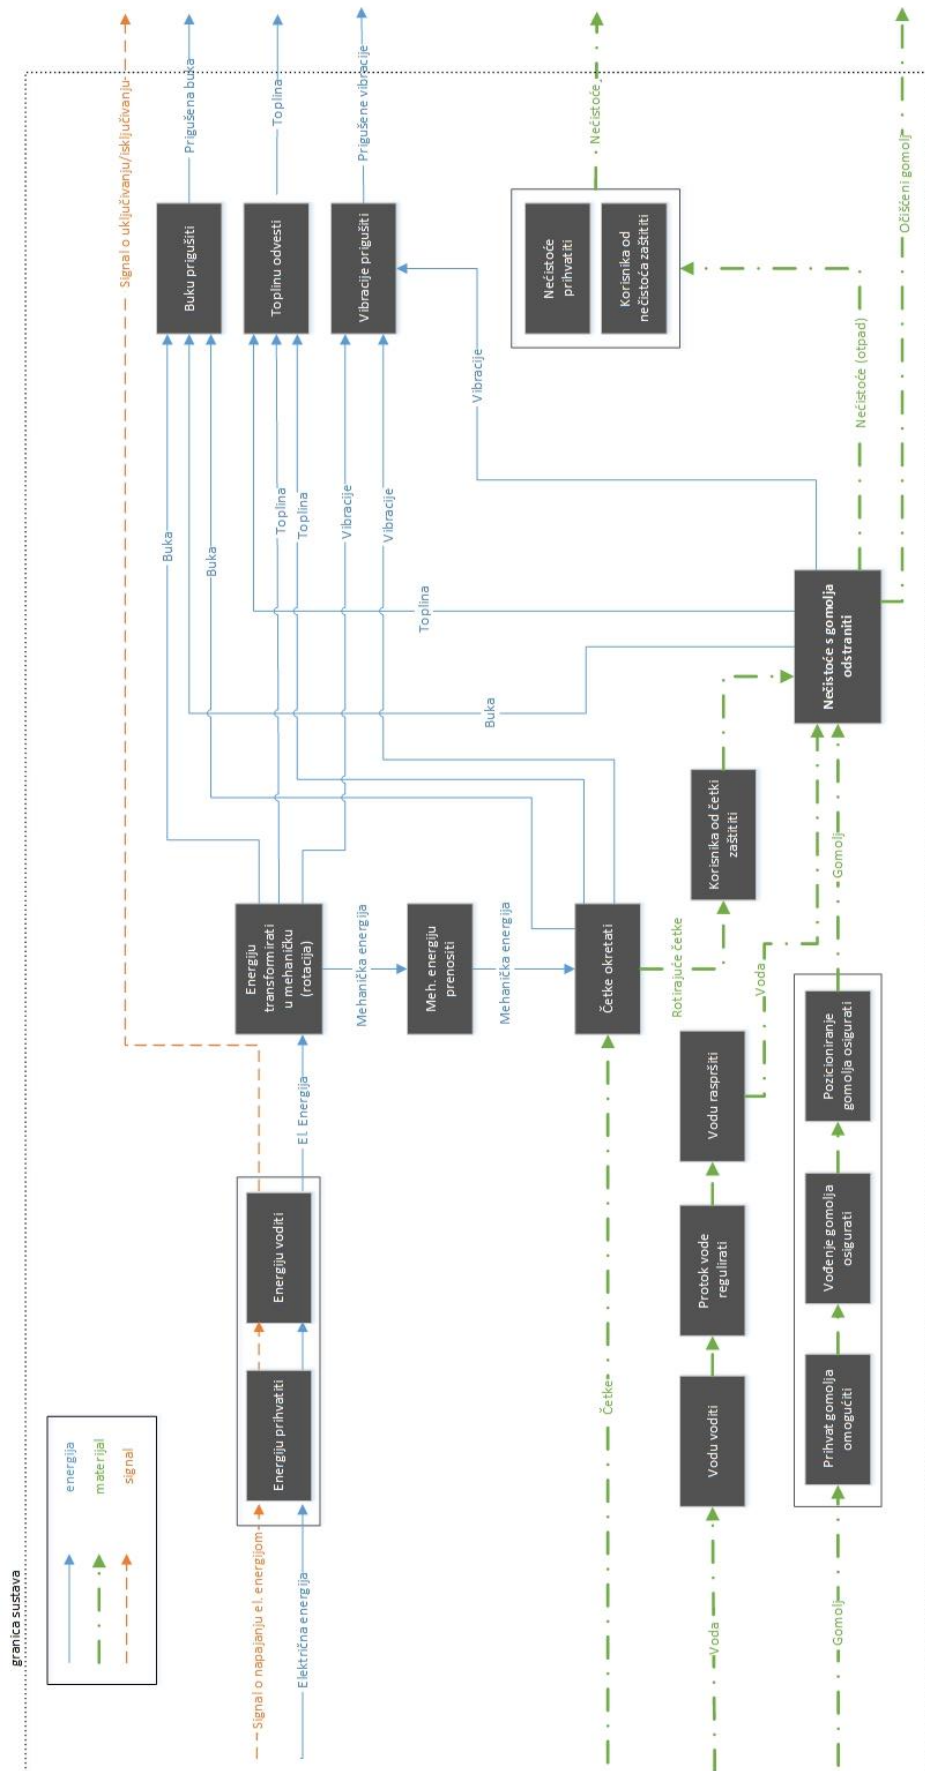 granica sustava
energija
materijal
signal
Signal o napajanju el. energijom
Električna energija
Energiju prihvatiti
Energiju voditi
El. Energija
Energiju
transformirati
u mehaničku
(rotacija)
Mehanička energija
Meh. energiju
prenositi
Mehanička energija
Četke
Četke okretati
Rotirajuće četke
Korisnika od četki
zaštititi
Voda
Vodu voditi
Protok vode
regulirati
Vodu raspršiti
Voda
Gomolj
Prihvat gomolja
omogućiti
Vođenje gomolja
osigurati
Pozicioniranje
gomolja osigurati
Gomolj
Nečistoće s gomolja
odstraniti
Buka
Buka
Buka
Toplina
Toplina
Toplina
Vibracije
Vibracije
Vibracije
Nečistoće (otpad)
Signal o uključivanju/isključivanju
Buku prigušiti
Prigušena buka
Toplinu odvesti
Toplina
Vibracije prigušiti
Prigušene vibracije
Nečistoće
prihvatiti
Korisnika od
nečistoća zaštititi
Nečistoće
Očišćeni gomolj